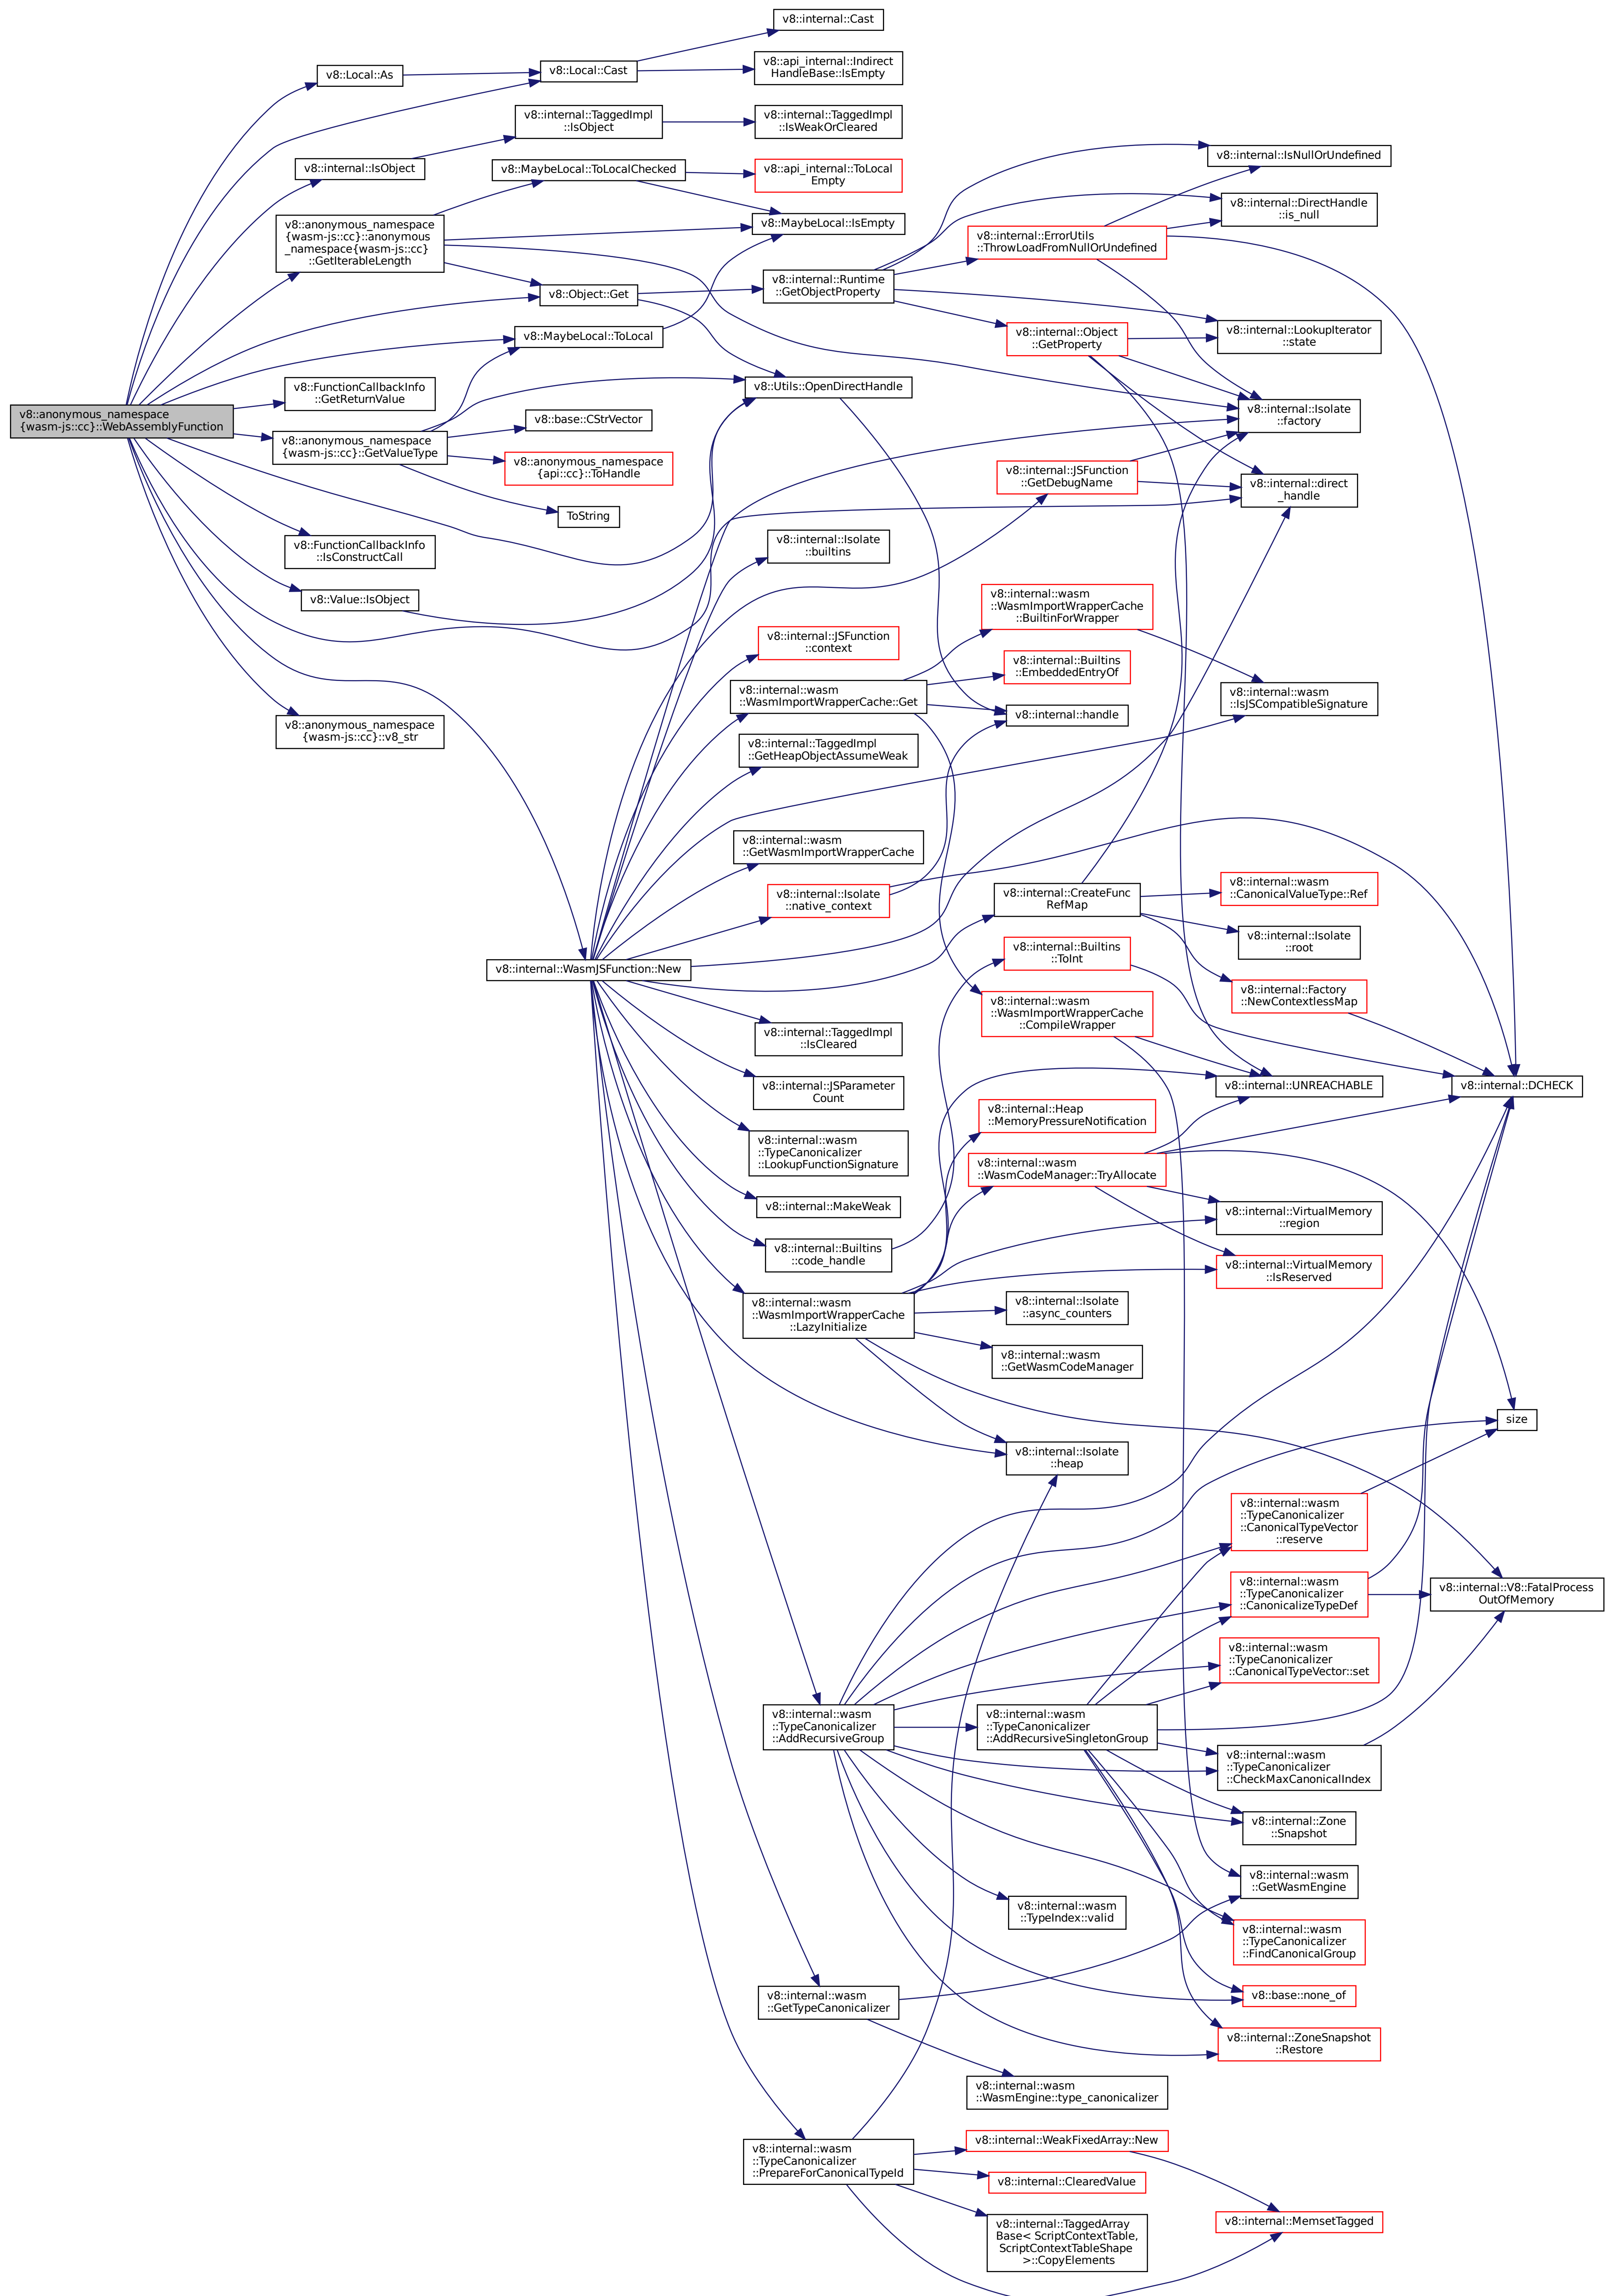 v8::internal::Cast
v8::Local::As
v8::Local::Cast
v8::api_internal::Indirect
HandleBase::IsEmpty
v8::internal::TaggedImpl
::IsObject
v8::internal::TaggedImpl
::IsWeakOrCleared
v8::internal::IsObject
v8::MaybeLocal::ToLocalChecked
v8::api_internal::ToLocal
Empty
v8::internal::IsNullOrUndefined
v8::internal::DirectHandle
::is_null
v8::anonymous_namespace
{wasm-js::cc}::anonymous
_namespace{wasm-js::cc}
::GetIterableLength
v8::MaybeLocal::IsEmpty
v8::internal::ErrorUtils
::ThrowLoadFromNullOrUndefined
v8::Object::Get
v8::internal::Runtime
::GetObjectProperty
v8::MaybeLocal::ToLocal
v8::internal::Object
::GetProperty
v8::internal::LookupIterator
::state
v8::FunctionCallbackInfo
::GetReturnValue
v8::Utils::OpenDirectHandle
v8::anonymous_namespace
{wasm-js::cc}::WebAssemblyFunction
v8::base::CStrVector
v8::internal::Isolate
::factory
v8::anonymous_namespace
{wasm-js::cc}::GetValueType
v8::anonymous_namespace
{api::cc}::ToHandle
v8::internal::JSFunction
::GetDebugName
v8::internal::direct
_handle
ToString
v8::FunctionCallbackInfo
::IsConstructCall
v8::internal::Isolate
::builtins
v8::Value::IsObject
v8::internal::wasm
::WasmImportWrapperCache
::BuiltinForWrapper
v8::internal::JSFunction
::context
v8::internal::Builtins
::EmbeddedEntryOf
v8::internal::wasm
::WasmImportWrapperCache::Get
v8::internal::wasm
::IsJSCompatibleSignature
v8::internal::handle
v8::anonymous_namespace
{wasm-js::cc}::v8_str
v8::internal::TaggedImpl
::GetHeapObjectAssumeWeak
v8::internal::wasm
::GetWasmImportWrapperCache
v8::internal::Isolate
::native_context
v8::internal::CreateFunc
RefMap
v8::internal::wasm
::CanonicalValueType::Ref
v8::internal::Isolate
::root
v8::internal::WasmJSFunction::New
v8::internal::Builtins
::ToInt
v8::internal::Factory
::NewContextlessMap
v8::internal::wasm
::WasmImportWrapperCache
::CompileWrapper
v8::internal::TaggedImpl
::IsCleared
v8::internal::JSParameter
Count
v8::internal::UNREACHABLE
v8::internal::DCHECK
v8::internal::Heap
::MemoryPressureNotification
v8::internal::wasm
::TypeCanonicalizer
::LookupFunctionSignature
v8::internal::wasm
::WasmCodeManager::TryAllocate
v8::internal::MakeWeak
v8::internal::VirtualMemory
::region
v8::internal::Builtins
::code_handle
v8::internal::VirtualMemory
::IsReserved
v8::internal::wasm
::WasmImportWrapperCache
::LazyInitialize
v8::internal::Isolate
::async_counters
v8::internal::wasm
::GetWasmCodeManager
size
v8::internal::Isolate
::heap
v8::internal::wasm
::TypeCanonicalizer
::CanonicalTypeVector
::reserve
v8::internal::wasm
::TypeCanonicalizer
::CanonicalizeTypeDef
v8::internal::V8::FatalProcess
OutOfMemory
v8::internal::wasm
::TypeCanonicalizer
::CanonicalTypeVector::set
v8::internal::wasm
::TypeCanonicalizer
::AddRecursiveGroup
v8::internal::wasm
::TypeCanonicalizer
::AddRecursiveSingletonGroup
v8::internal::wasm
::TypeCanonicalizer
::CheckMaxCanonicalIndex
v8::internal::Zone
::Snapshot
v8::internal::wasm
::GetWasmEngine
v8::internal::wasm
::TypeIndex::valid
v8::internal::wasm
::TypeCanonicalizer
::FindCanonicalGroup
v8::internal::wasm
::GetTypeCanonicalizer
v8::base::none_of
v8::internal::ZoneSnapshot
::Restore
v8::internal::wasm
::WasmEngine::type_canonicalizer
v8::internal::wasm
::TypeCanonicalizer
::PrepareForCanonicalTypeId
v8::internal::WeakFixedArray::New
v8::internal::ClearedValue
v8::internal::TaggedArray
Base< ScriptContextTable,
ScriptContextTableShape
>::CopyElements
v8::internal::MemsetTagged